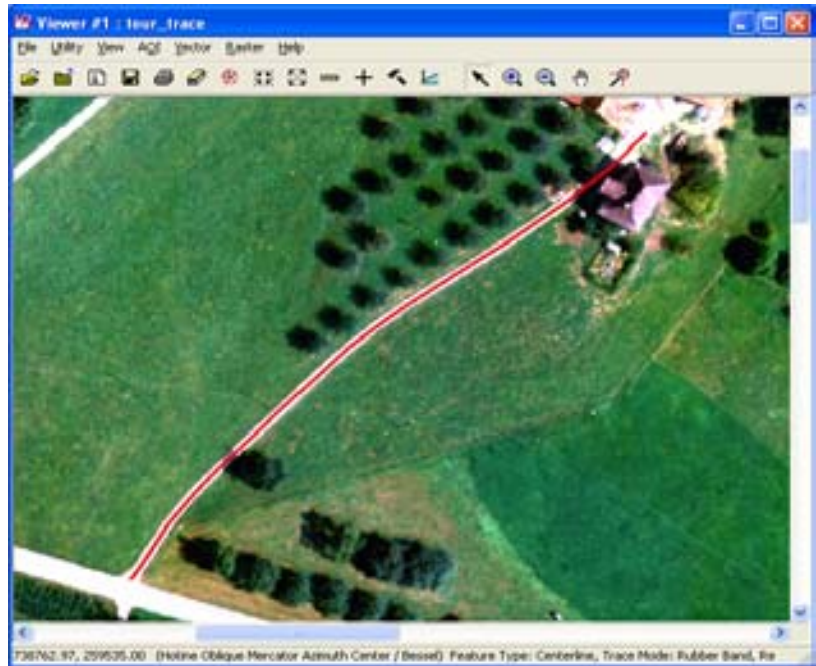 Viewer #1 : tour_trace
File Utility View AOI Vector Raster Help
738762.97, 259535.00 (Hotine Oblique Mercator Azimuth Center / Bessel) Feature Type: Centerline, Trace Mode: Rubber Band, Re